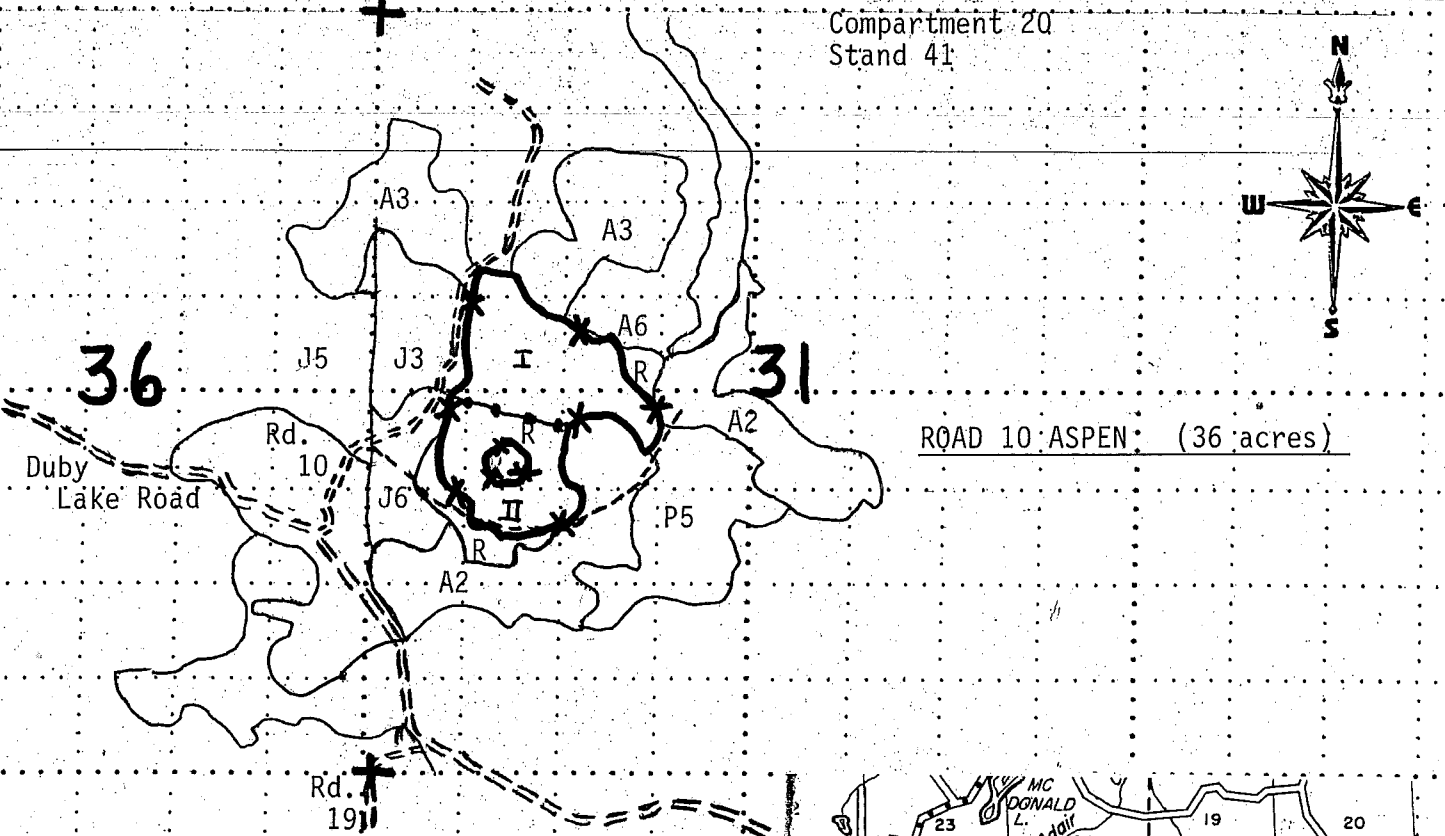 Compartment 20
Stand 41
N
W
E
S
A3
A3
A6
36
J5
J3
I
R
31
A2
ROAD 10 ASPEN (36 acres)
Rd.
10
R
Duby
Lake Road
J6
II
P5
R
A2
Rd.
19
MC
DONALD
L.
23
19
20